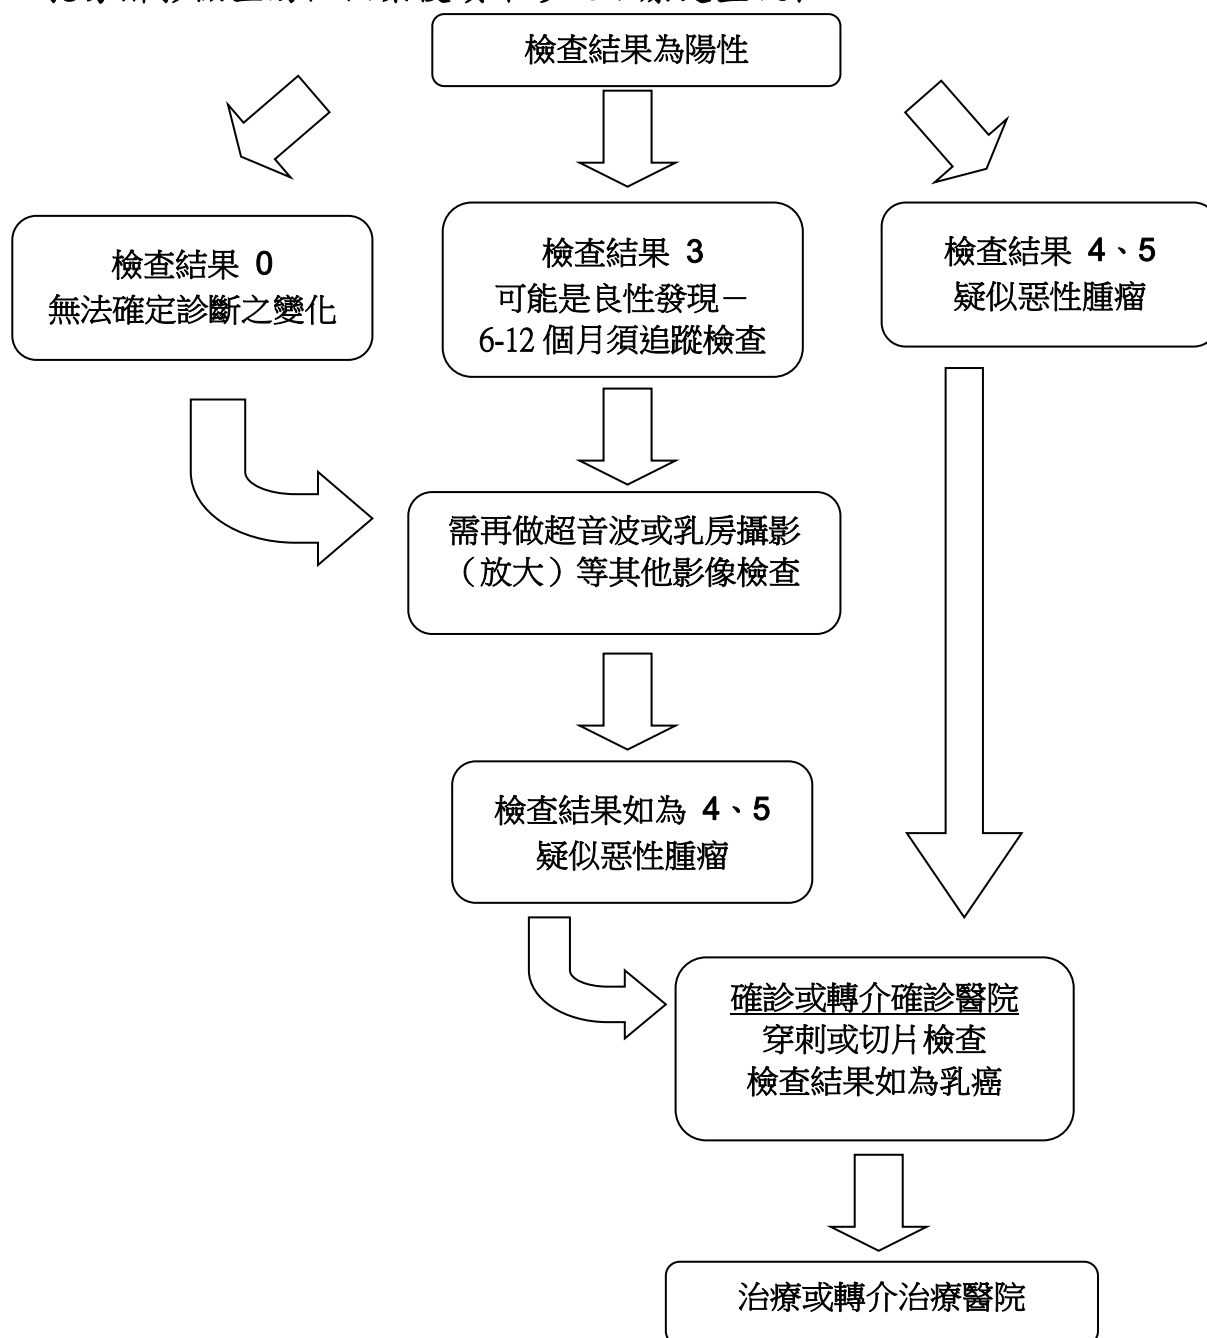 檢查結果為陽性
檢查結果 0
無法確定診斷之變化
檢查結果 3
可能是良性發現－
6-12 個月須追蹤檢查
檢查結果 4、5
疑似惡性腫瘤
需再做超音波或乳房攝影
（放大）等其他影像檢查
檢查結果如為 4、5
疑似惡性腫瘤
確診或轉介確診醫院
穿刺或切片檢查
檢查結果如為乳癌
治療或轉介治療醫院